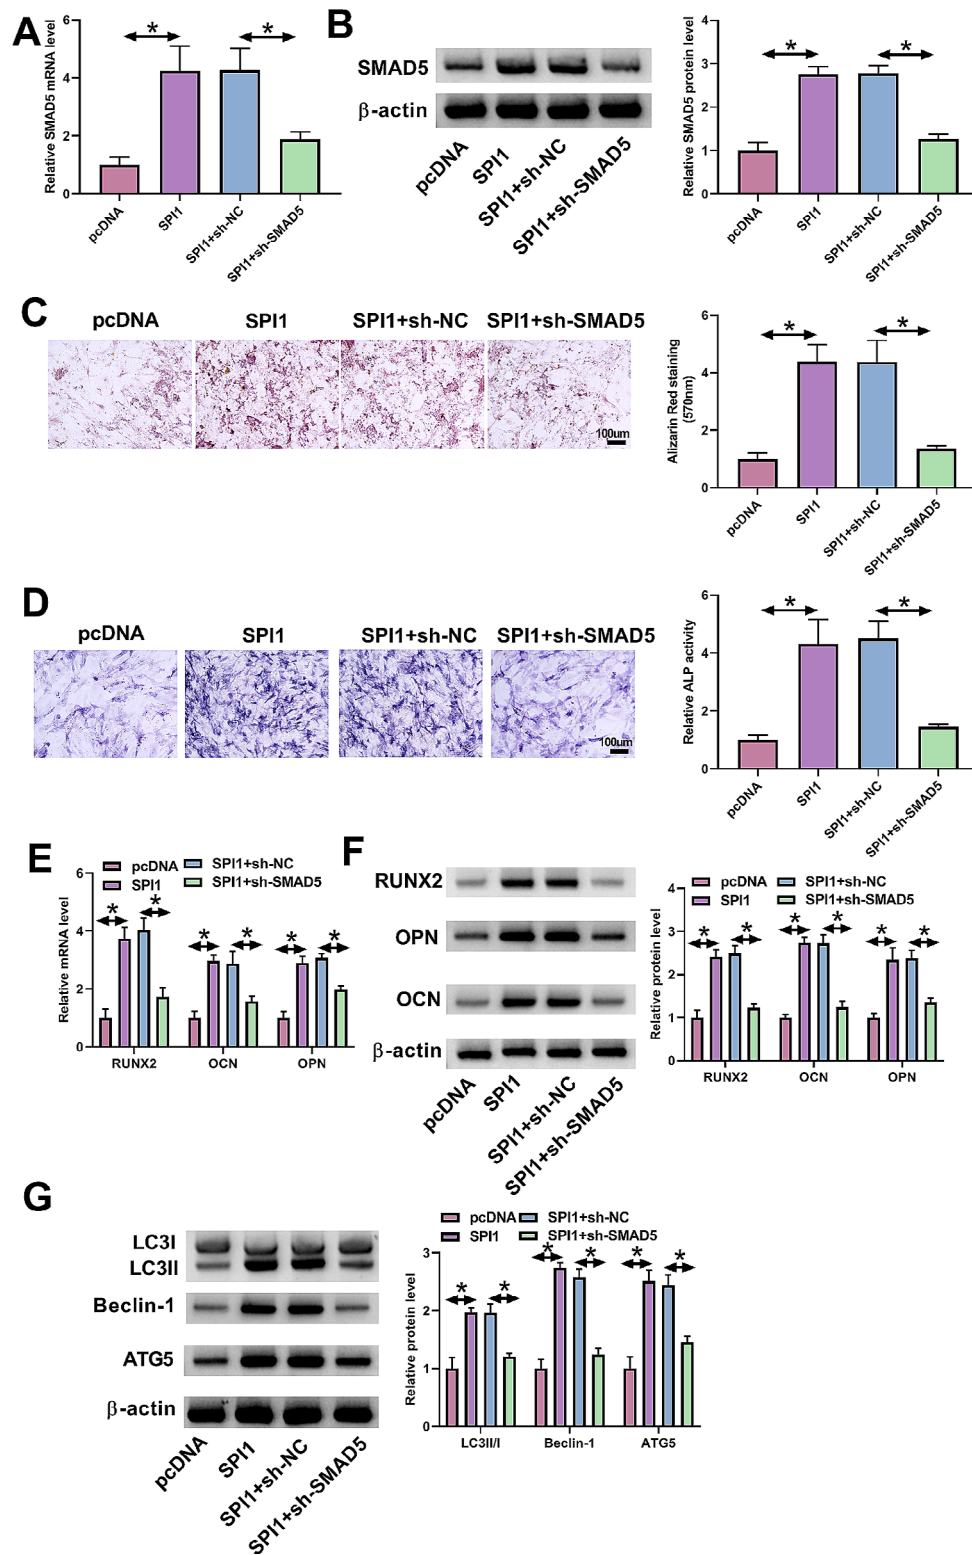 A
Relative SMAD5 mRNA level
6
4
2
0
*
*
pcDNA
SPI1
SPI1+sh-NC
SPI1+sh-SMAD5
B
SMAD5
β-actin
pcDNA
SPI1
SPI1+sh-NC
SPI1+sh-SMAD5
Relative SMAD5 protein level
4
3
2
1
0
*
*
pcDNA
SPI1
SPI1+sh-NC
SPI1+sh-SMAD5
C
pcDNA
SPI1
SPI1+sh-NC
SPI1+sh-SMAD5
100um
Alizarin Red staining
(570nm)
6
4
2
0
*
*
pcDNA
SPI1
SPI1+sh-NC
SPI1+sh-SMAD5
D
pcDNA
SPI1
SPI1+sh-NC
SPI1+sh-SMAD5
100um
Relative ALP activity
6
4
2
0
*
*
pcDNA
SPI1
SPI1+sh-NC
SPI1+sh-SMAD5
E
pcDNA
SPI1+sh-NC
SPI1
SPI1+sh-SMAD5
Relative mRNA level
6
4
2
0
*
*
*
*
*
*
RUNX2
OCN
OPN
F
RUNX2
OPN
OCN
β-actin
pcDNA
SPI1
SPI1+sh-NC
SPI1+sh-SMAD5
pcDNA
SPI1+sh-NC
SPI1
SPI1+sh-SMAD5
Relative protein level
4
3
2
1
0
*
*
*
*
*
*
RUNX2
OCN
OPN
G
LC3I
LC3II
Beclin-1
ATG5
β-actin
pcDNA
SPI1
SPI1+sh-NC
SPI1+sh-SMAD5
pcDNA
SPI1+sh-NC
SPI1
SPI1+sh-SMAD5
Relative protein level
3
2
1
0
*
*
*
*
*
*
LC3II/I
Beclin-1
ATG5